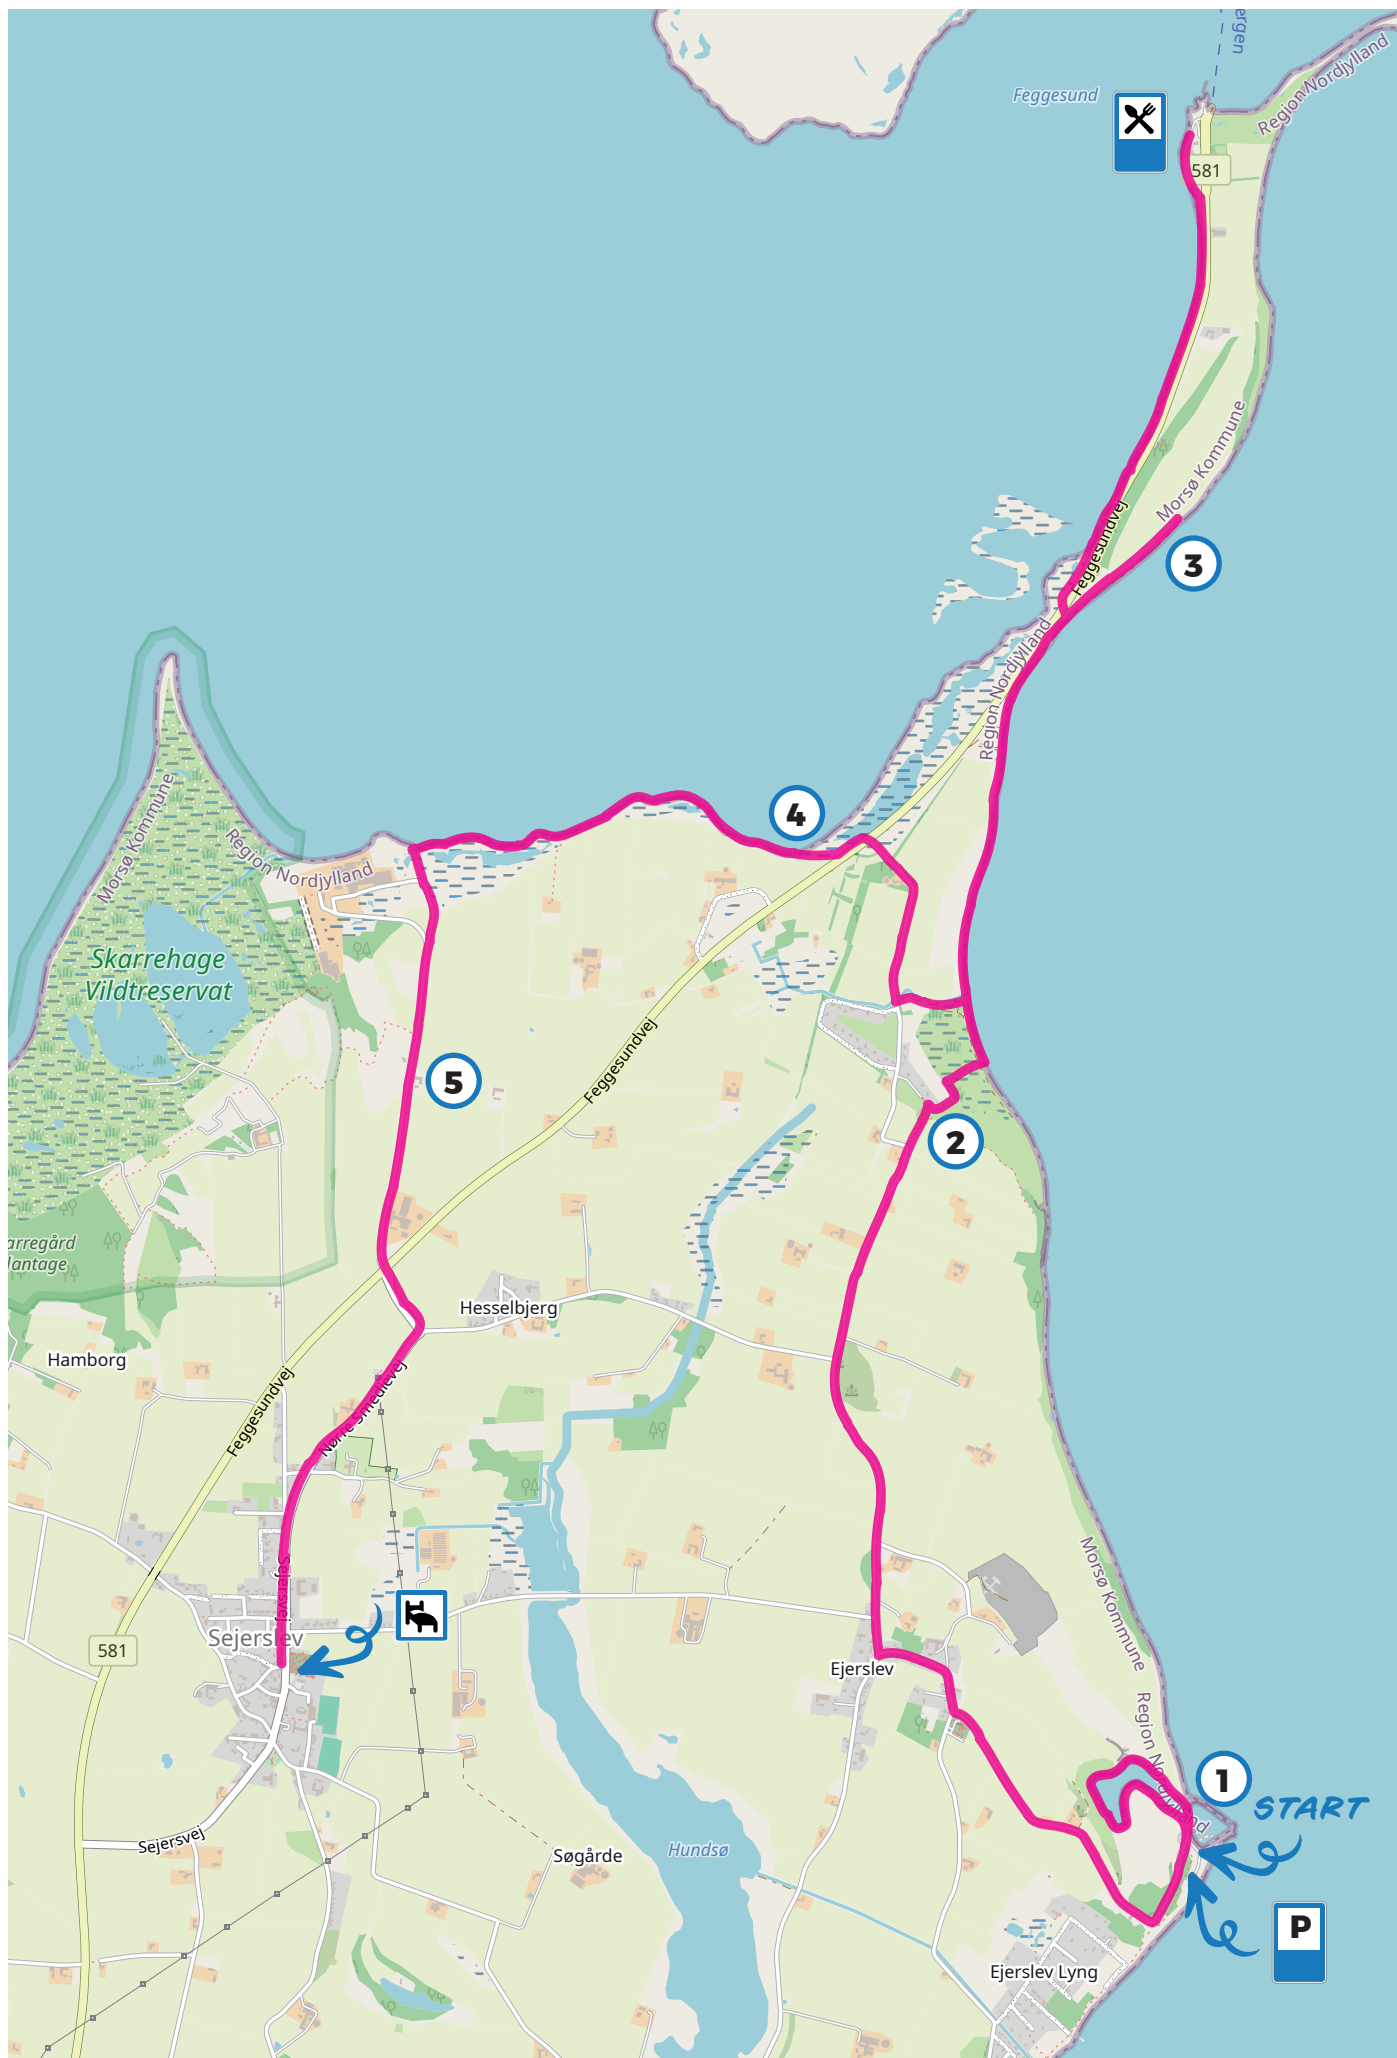 ergen
Feggesund
Region Nordjylland
581
Morsø Kommune
3
Feggesundvej
Region Nordjylland
4
Morsø Kommune
Region Nordjylland
Skarrehage
Vildtreservat
Feggesundvej
5
2
arregård
lantage
Hesselbjerg
Hamborg
Nørre Smedievej
Feggesundvej
Morsø Kommune
Sejersvej
Sejerslev
581
Ejerslev
Region Nordjylland
1
START
Sejersvej
Søgårde
Hundsø
P
Ejerslev Lyng